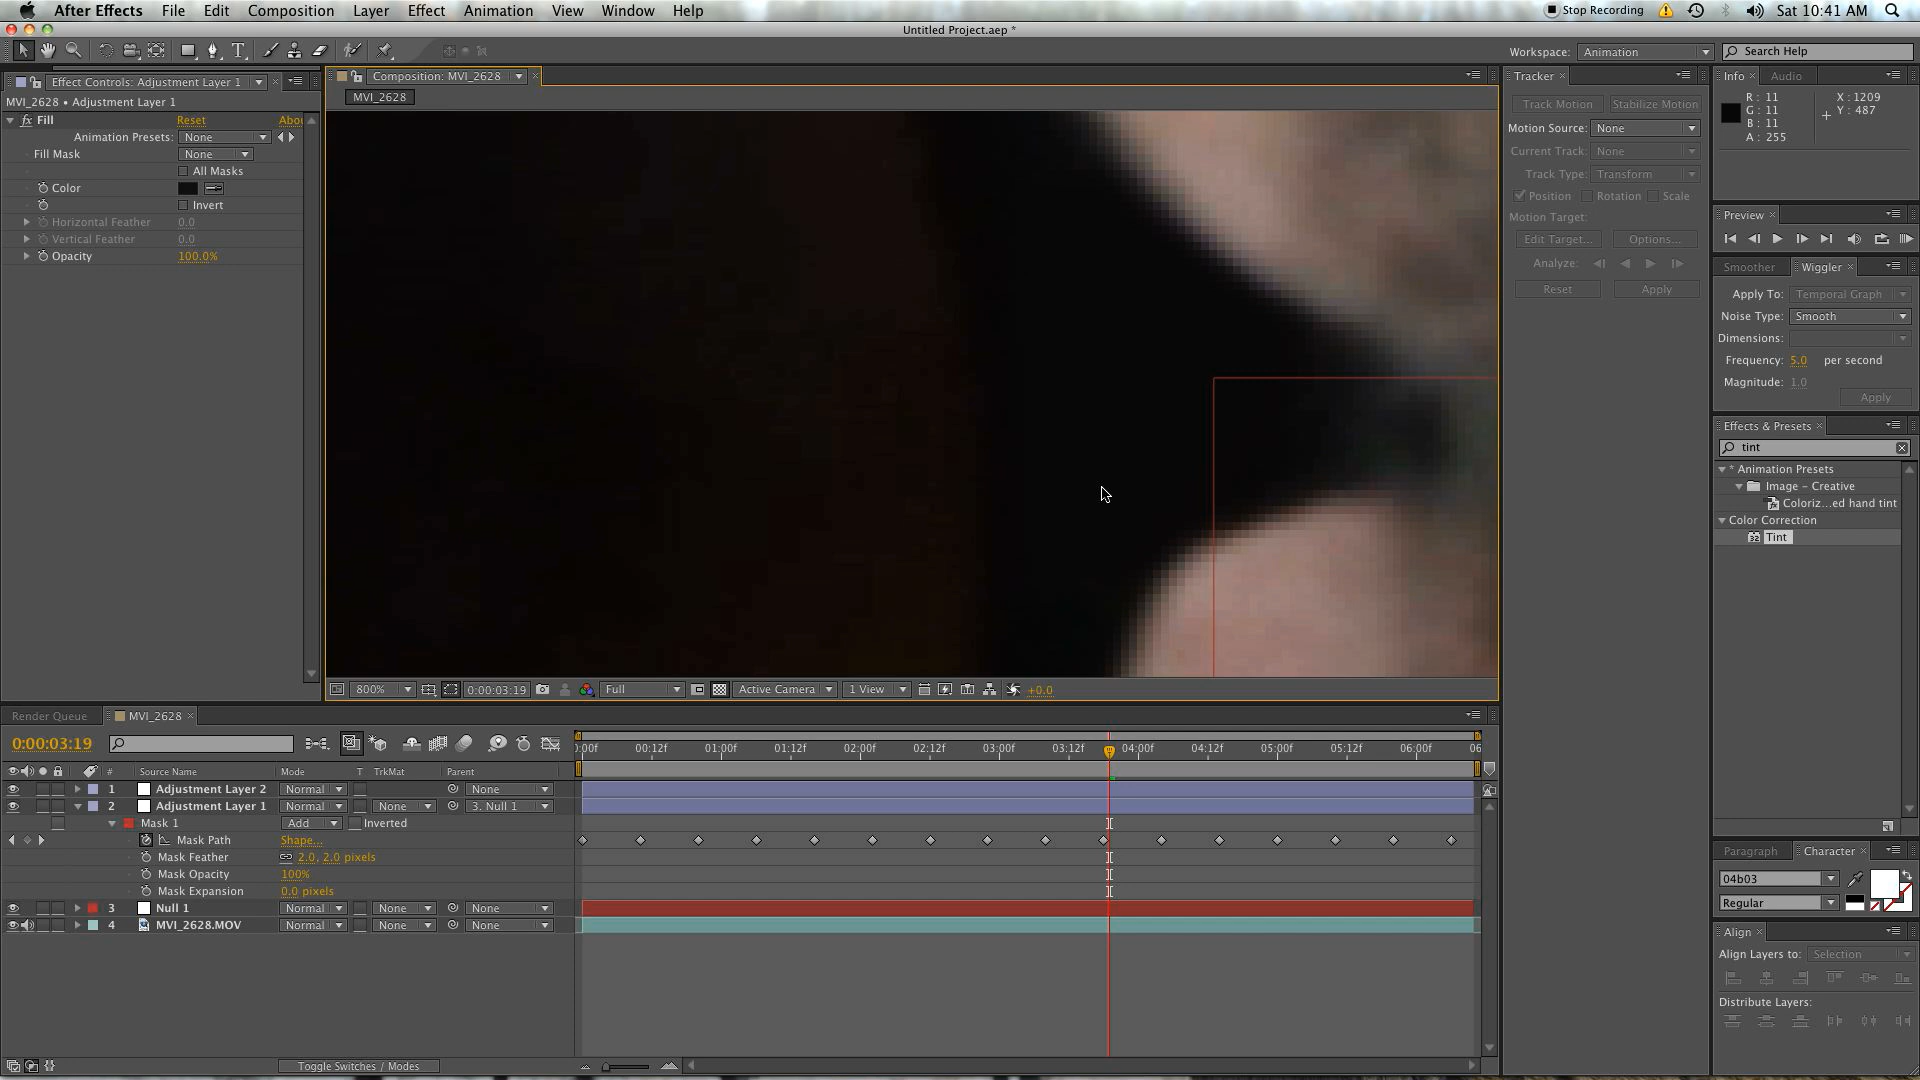 After Effects File Edit Composition Layer Effect Animation View Window Help Stop Recording Sat 10:41 AM
Untitled Project.aep *
Workspace: Animation Search Help
Effect Controls: Adjustment Layer 1
MVI_2628 • Adjustment Layer 1
Fill Reset Abou
Animation Presets: None
Fill Mask None
All Masks
Color
Invert
Horizontal Feather 0.0
Vertical Feather 0.0
Opacity 100.0%
Composition: MVI_2628
MVI_2628
800% 0:00:03:19 Full Active Camera 1 View +0.0
Tracker
Track Motion Stabilize Motion
Motion Source: None
Current Track: None
Track Type: Transform
Position Rotation Scale
Motion Target:
Edit Target... Options...
Analyze:
Reset Apply
Info Audio
R: 11 X: 1209
G: 11 Y: 487
B: 11
A: 255
Preview
Smoother Wiggler
Apply To: Temporal Graph
Noise Type: Smooth
Dimensions:
Frequency: 5.0 per second
Magnitude: 1.0
Apply
Effects & Presets
tint
* Animation Presets
Image – Creative
Coloriz...ed hand tint
Color Correction
Tint
Paragraph Character
04b03
Regular
Align
Align Layers to: Selection
Distribute Layers:
Render Queue MVI_2628
0:00:03:19
):00f 00:12f 01:00f 01:12f 02:00f 02:12f 03:00f 03:12f 04:00f 04:12f 05:00f 05:12f 06:00f 06
# Source Name Mode T TrkMat Parent
1 Adjustment Layer 2 Normal None
2 Adjustment Layer 1 Normal None 3. Null 1
Mask 1 Add Inverted
Mask Path Shape...
Mask Feather 2.0, 2.0 pixels
Mask Opacity 100%
Mask Expansion 0.0 pixels
3 Null 1 Normal None None
4 MVI_2628.MOV Normal None None
Toggle Switches / Modes